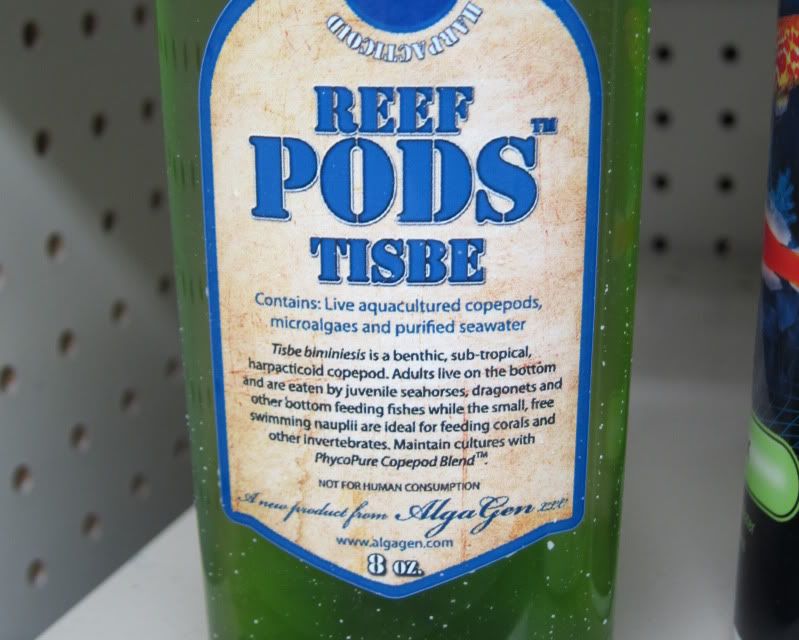 HARPACTICOID
REEF
PODS™
TISBE
Contains: Live aquacultured copepods,
microalgaes and purified seawater
Tisbe biminiesis is a benthic, sub-tropical,
harpacticoid copepod. Adults live on the bottom
and are eaten by juvenile seahorses, dragonets and
other bottom feeding fishes while the small, free
swimming nauplii are ideal for feeding corals and
other invertebrates. Maintain cultures with
PhycoPure Copepod Blend™.
NOT FOR HUMAN CONSUMPTION
A new product from AlgaGen LLC
www.algagen.com
8 OZ.